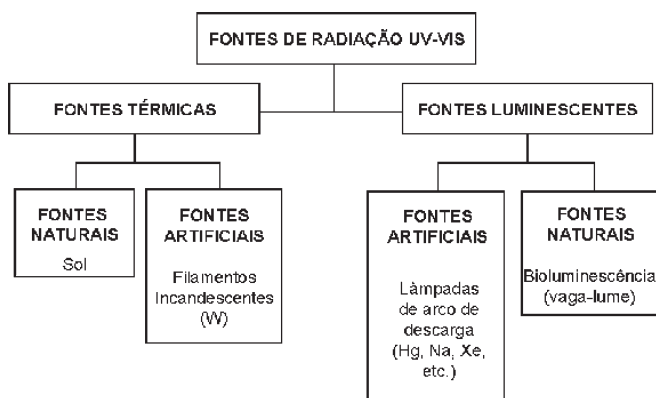 FONTES DE RADIAÇÃO UV-VIS
FONTES TÉRMICAS
FONTES LUMINESCENTES
FONTES
NATURAIS
Sol
FONTES
ARTIFICIAIS
Filamentos
Incandescentes
(W)
FONTES
ARTIFICIAIS
Làmpadas
de arco de
descarga
(Hg, Na, Xe,
etc.)
FONTES
NATURAIS
Bioluminescência
(vaga-lume)